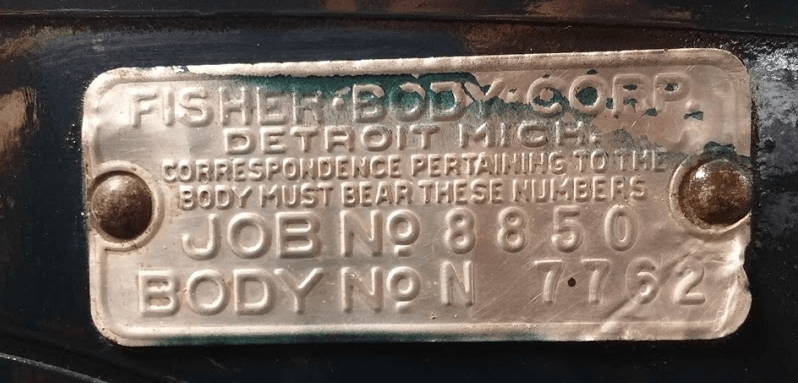 FISHER·BODY·CORP.
DETROIT MICH.
CORRESPONDENCE PERTAINING TO THE
BODY MUST BEAR THESE NUMBERS
JOB No 8850
BODY No N 7762